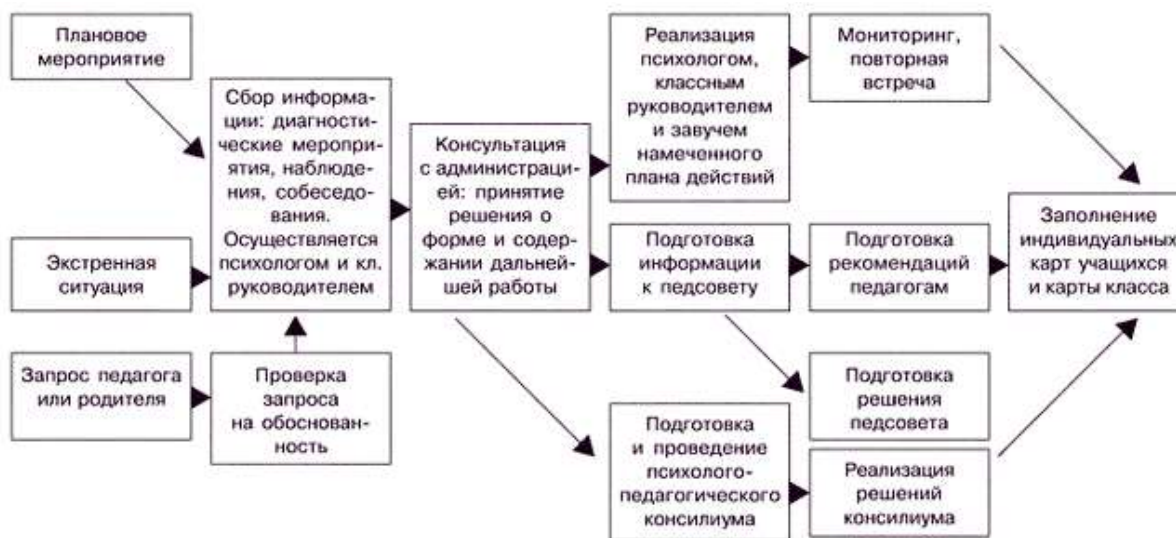 Плановое
мероприятие
Экстренная
ситуация
Запрос педагога
или родителя
Сбор информа-
ции: диагности-
ческие меропри-
ятия, наблюде-
ния, собеседо-
вания.
Осуществляется
психологом и кл.
руководителем
Проверка
запроса
на обоснован-
ность
Консультация
с администраци-
ей: принятие
решения о
форме и содер-
жании дальней-
шей работы
Реализация
психологом,
классным
руководителем
и завучем
намеченного
плана действий
Мониторинг,
повторная
встреча
Подготовка
информации
к педсовету
Подготовка
рекомендаций
педагогам
Подготовка
решения
педсовета
Подготовка
и проведение
психолого-
педагогического
консилиума
Реализация
решений
консилиума
Заполнение
индивидуальных
карт учащихся
и карты класса